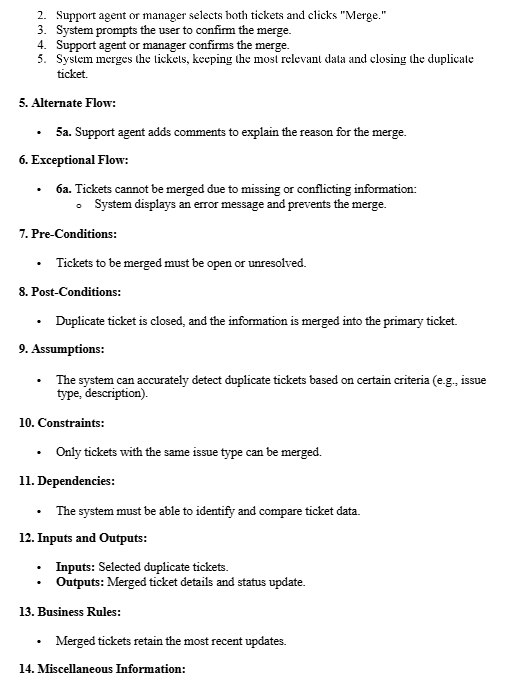 2. Support agent or manager selects both tickets and clicks "Merge."
3. System prompts the user to confirm the merge.
4. Support agent or manager confirms the merge.
5. System merges the tickets, keeping the most relevant data and closing the duplicate
ticket.
5. Alternate Flow:
• 5a. Support agent adds comments to explain the reason for the merge.
6. Exceptional Flow:
• 6a. Tickets cannot be merged due to missing or conflicting information:
o System displays an error message and prevents the merge.
7. Pre-Conditions:
• Tickets to be merged must be open or unresolved.
8. Post-Conditions:
• Duplicate ticket is closed, and the information is merged into the primary ticket.
9. Assumptions:
• The system can accurately detect duplicate tickets based on certain criteria (e.g., issue
type, description).
10. Constraints:
• Only tickets with the same issue type can be merged.
11. Dependencies:
• The system must be able to identify and compare ticket data.
12. Inputs and Outputs:
• Inputs: Selected duplicate tickets.
• Outputs: Merged ticket details and status update.
13. Business Rules:
• Merged tickets retain the most recent updates.
14. Miscellaneous Information: